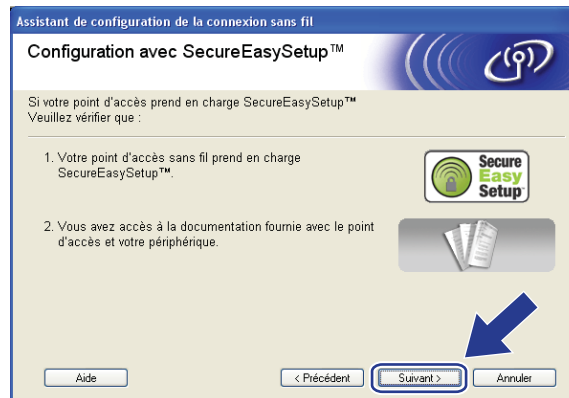 Assistant de configuration de la connexion sans fil
Configuration avec SecureEasySetup™
Si votre point d'accès prend en charge SecureEasySetup™
Veuillez vérifier que :
1. Votre point d'accès sans fil prend en charge
SecureEasySetup™.
Secure
Easy
Setup
2. Vous avez accès à la documentation fournie avec le point
d'accès et votre périphérique.
Aide
< Précédent
Suivant >
Annuler